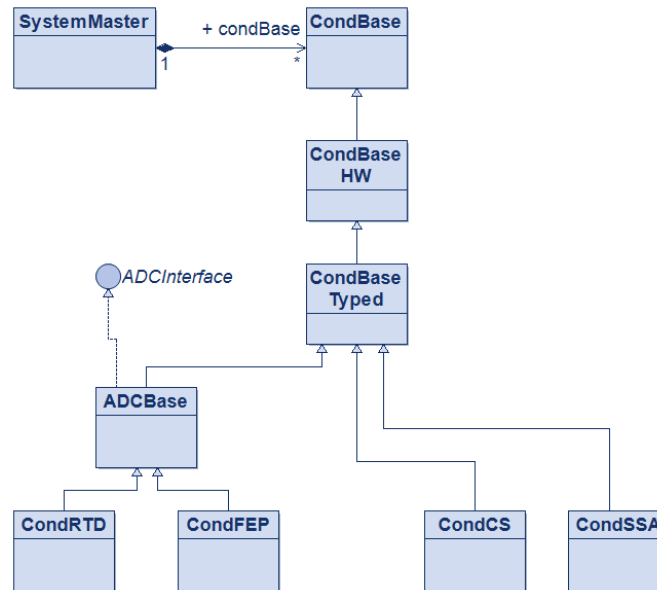 SystemMaster
+ condBase
CondBase
1
*
CondBase
HW
ADCInterface
CondBase
Typed
ADCBase
CondRTD
CondFEP
CondCS
CondSSA